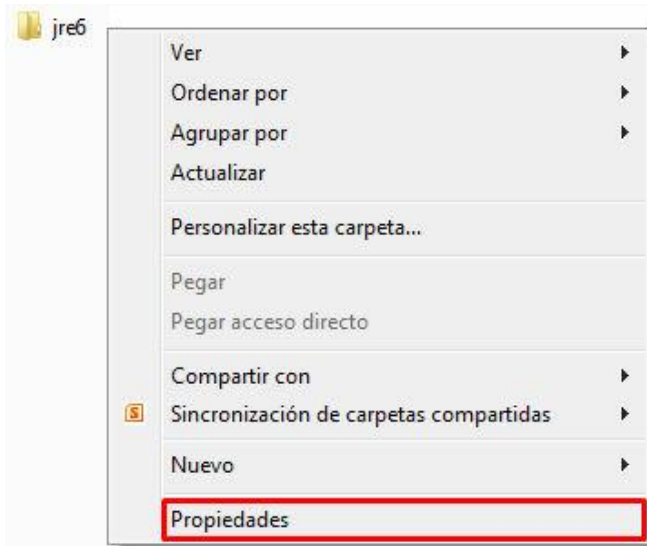 jre6
Ver
Ordenar por
Agrupar por
Actualizar
Personalizar esta carpeta...
Pegar
Pegar acceso directo
Compartir con
S
Sincronización de carpetas compartidas
Nuevo
Propiedades